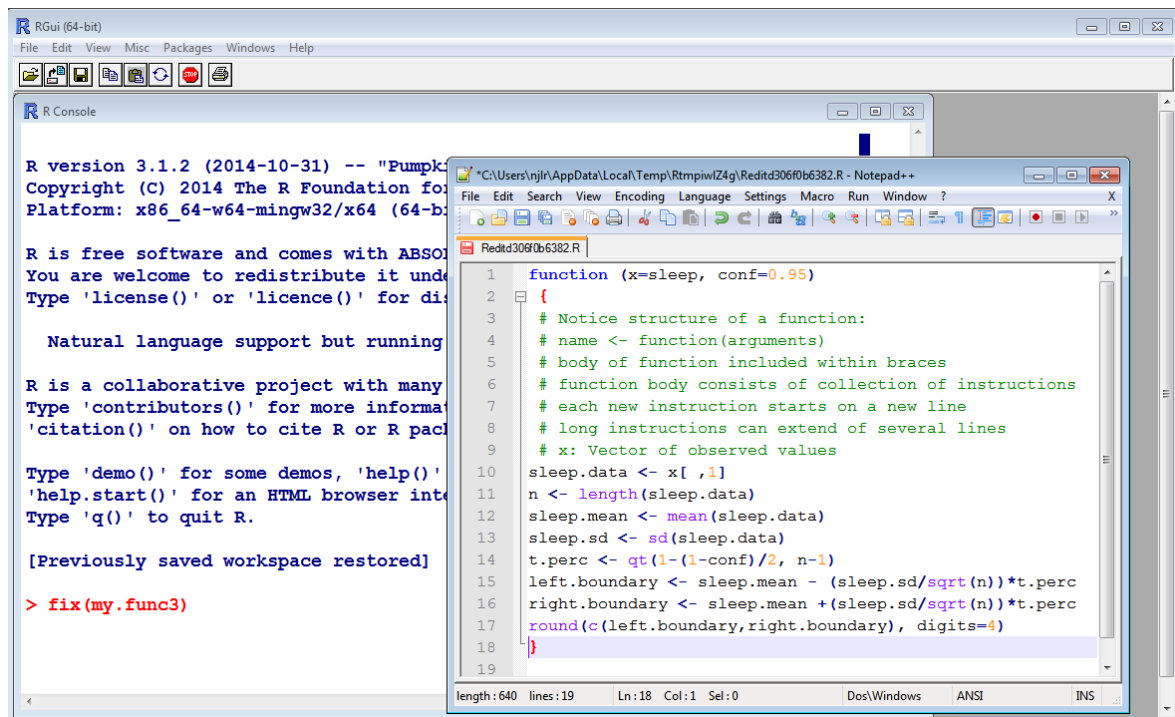 RGui (64-bit)
File Edit View Misc Packages Windows Help
STOP
R Console
R version 3.1.2 (2014-10-31) -- "Pumpk
Copyright (C) 2014 The R Foundation fo
Platform: x86_64-w64-mingw32/x64 (64-b
R is free software and comes with ABSO
You are welcome to redistribute it und
Type 'license()' or 'licence()' for di
Natural language support but running
R is a collaborative project with many
Type 'contributors()' for more informa
'citation()' on how to cite R or R pac
Type 'demo()' for some demos, 'help()'
'help.start()' for an HTML browser inte
Type 'q()' to quit R.
[Previously saved workspace restored]
> fix(my.func3)
*C:\Users\njlr\AppData\Local\Temp\RtmpiwIZ4g\Reditd306f0b6382.R - Notepad++
File Edit Search View Encoding Language Settings Macro Run Window ? X
Reditd306f0b6382.R
1 function (x=sleep, conf=0.95)
2 {
3 # Notice structure of a function:
4 # name <- function(arguments)
5 # body of function included within braces
6 # function body consists of collection of instructions
7 # each new instruction starts on a new line
8 # long instructions can extend of several lines
9 # x: Vector of observed values
10 sleep.data <- x[ ,1]
11 n <- length(sleep.data)
12 sleep.mean <- mean(sleep.data)
13 sleep.sd <- sd(sleep.data)
14 t.perc <- qt(1-(1-conf)/2, n-1)
15 left.boundary <- sleep.mean - (sleep.sd/sqrt(n))*t.perc
16 right.boundary <- sleep.mean +(sleep.sd/sqrt(n))*t.perc
17 round(c(left.boundary,right.boundary), digits=4)
18 }
19
length : 640 lines : 19 Ln : 18 Col : 1 Sel : 0 Dos\Windows ANSI INS